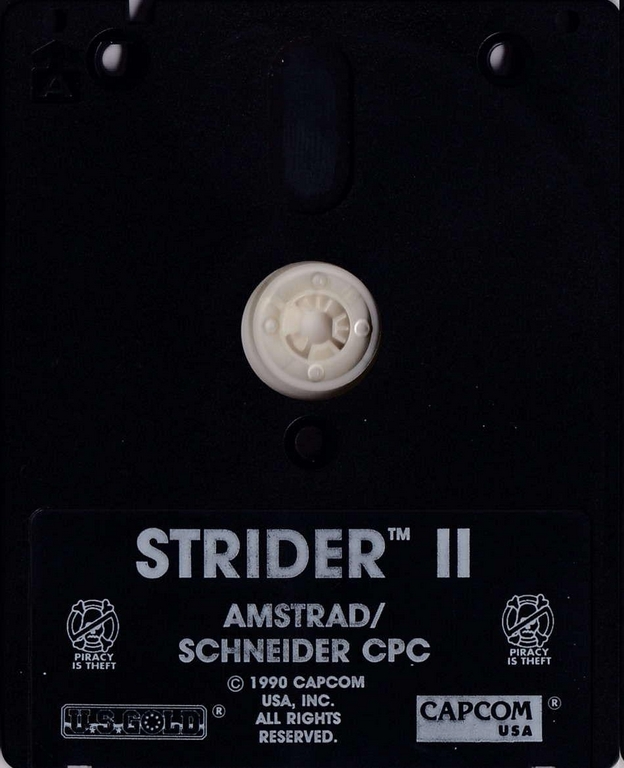 1
A
STRIDER™ II
AMSTRAD/
SCHNEIDER CPC
PIRACY
IS THEFT
PIRACY
IS THEFT
© 1990 CAPCOM
USA, INC.
ALL RIGHTS
RESERVED.
U.S. GOLD ®
CAPCOM ®
USA